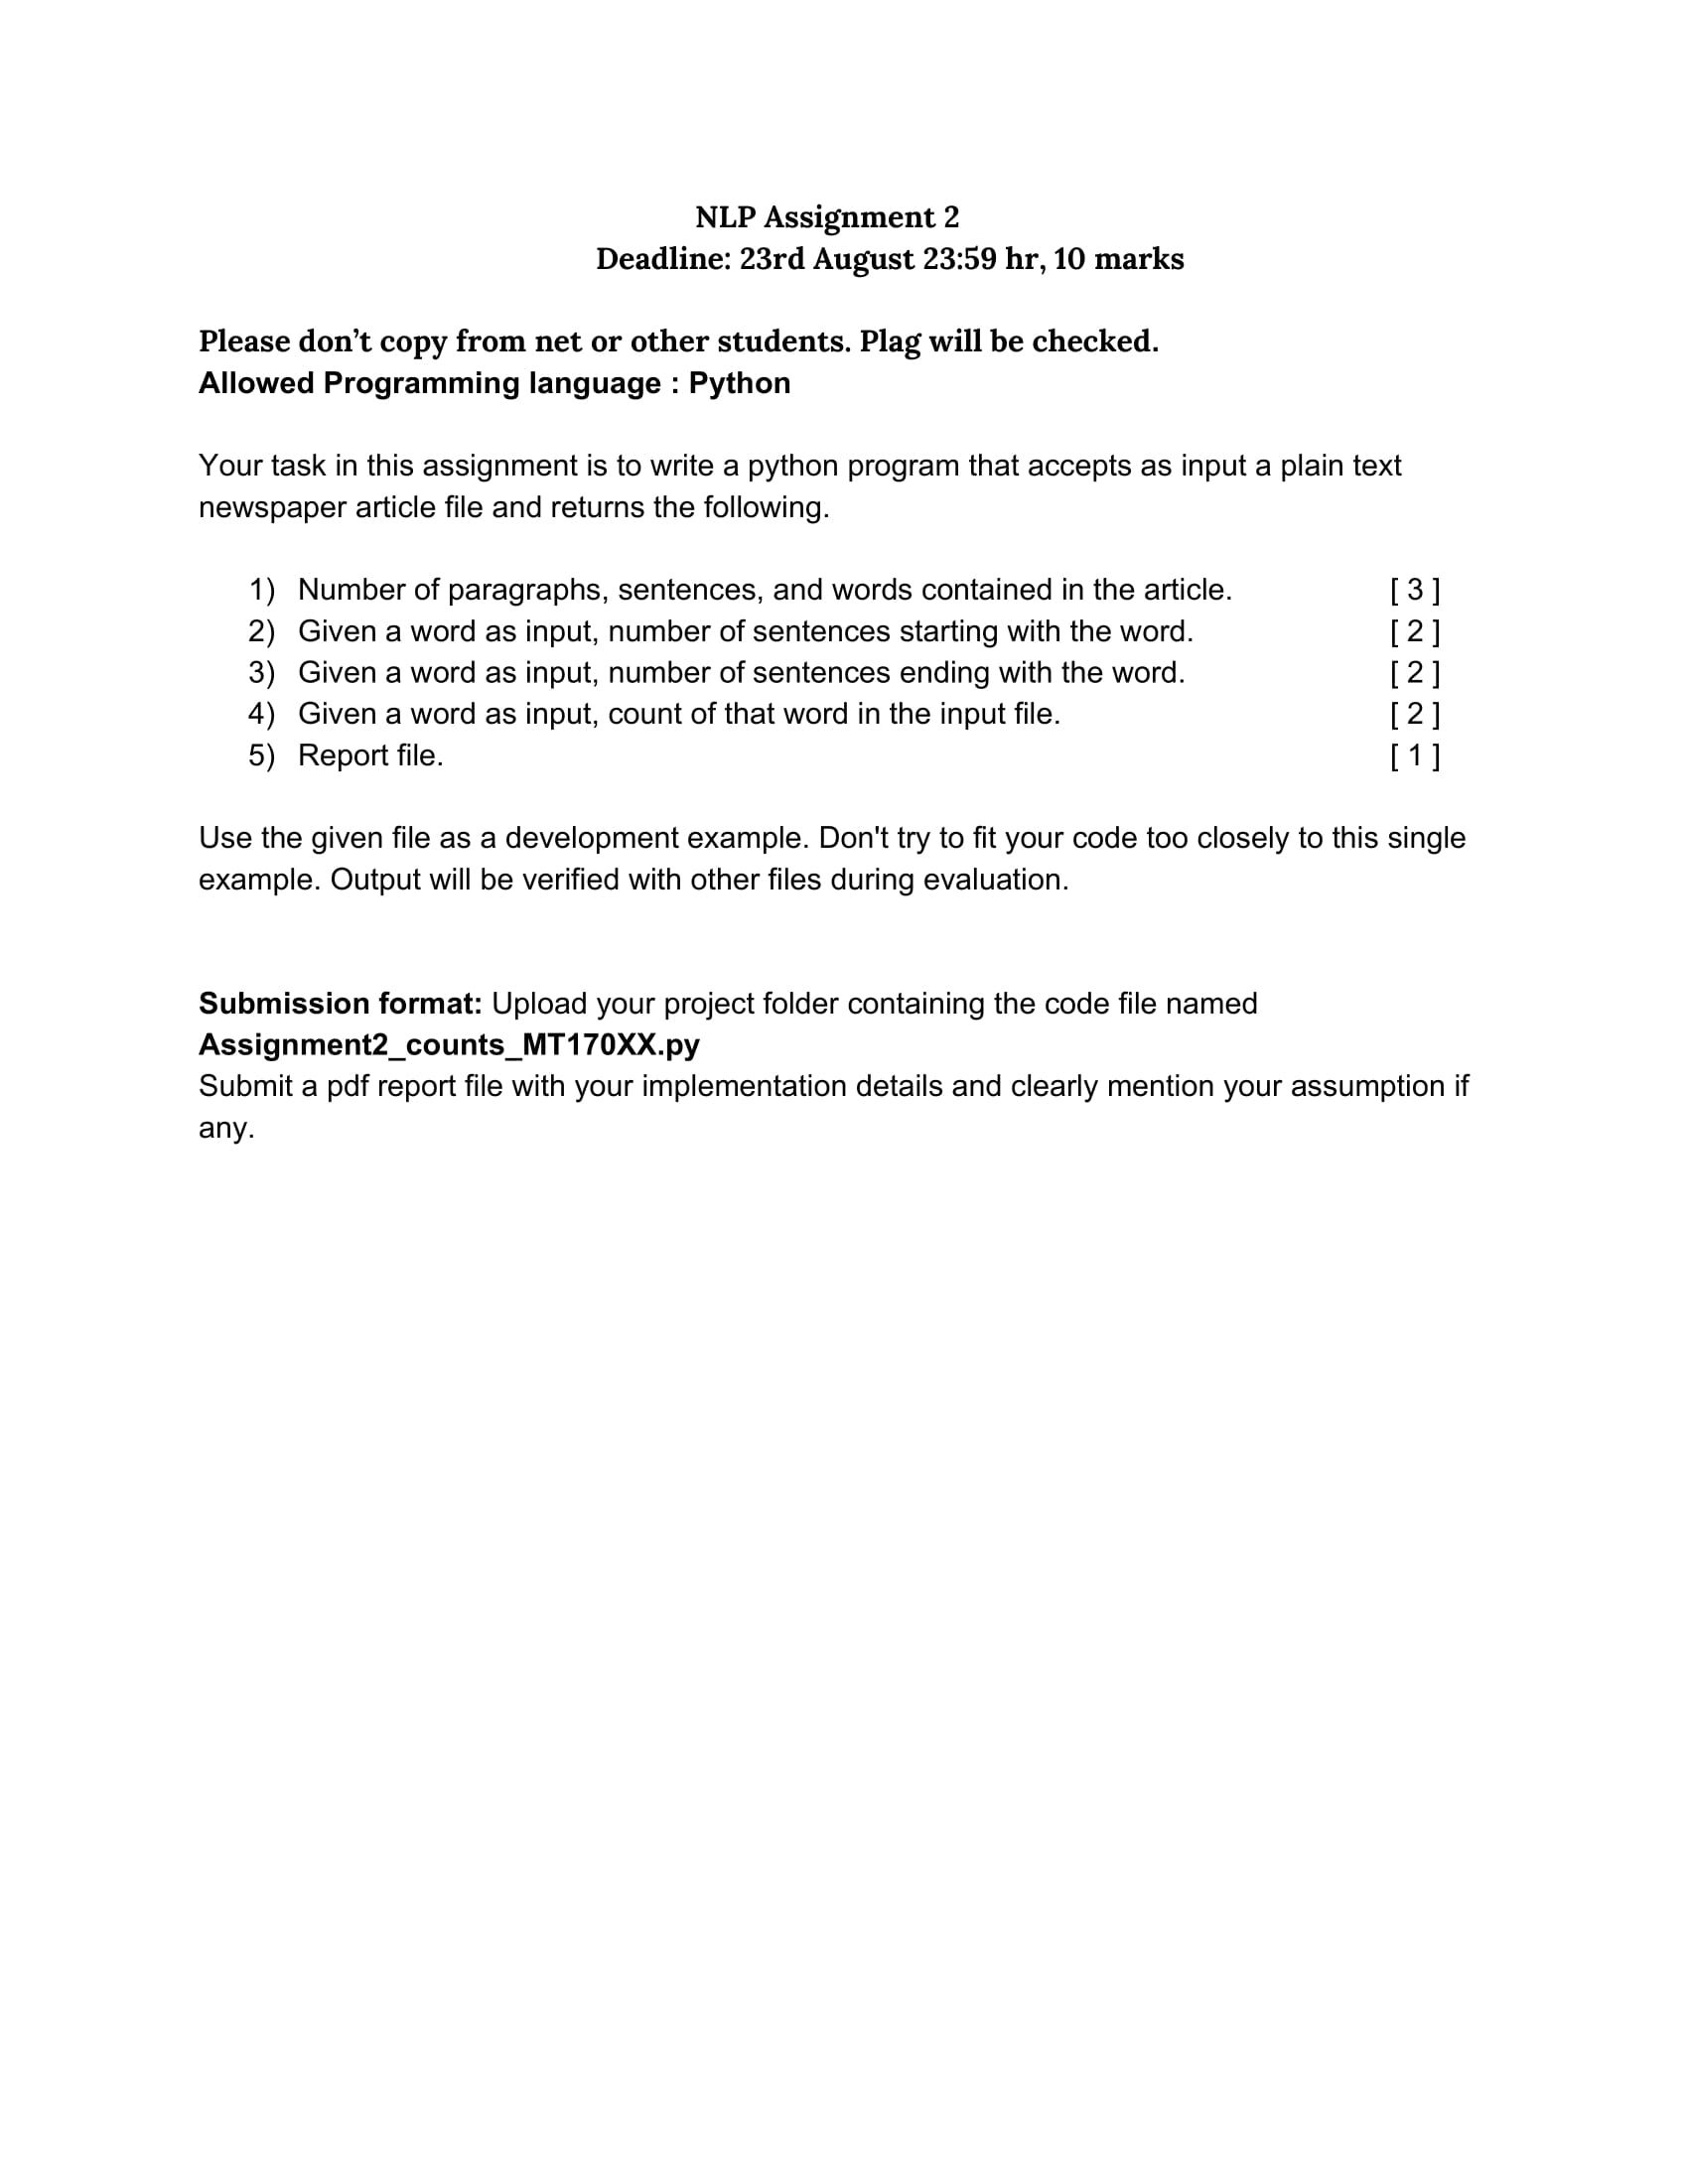 NLP Assignment 2
Deadline: 23rd August 23:59 hr, 10 marks
Please don’t copy from net or other students. Plag will be checked.
Allowed Programming language : Python
Your task in this assignment is to write a python program that accepts as input a plain text
newspaper article file and returns the following.
1) Number of paragraphs, sentences, and words contained in the article. [ 3 ]
2) Given a word as input, number of sentences starting with the word. [ 2 ]
3) Given a word as input, number of sentences ending with the word. [ 2 ]
4) Given a word as input, count of that word in the input file. [ 2 ]
5) Report file. [ 1 ]
Use the given file as a development example. Don't try to fit your code too closely to this single
example. Output will be verified with other files during evaluation.
Submission format: Upload your project folder containing the code file named
Assignment2_counts_MT170XX.py
Submit a pdf report file with your implementation details and clearly mention your assumption if
any.